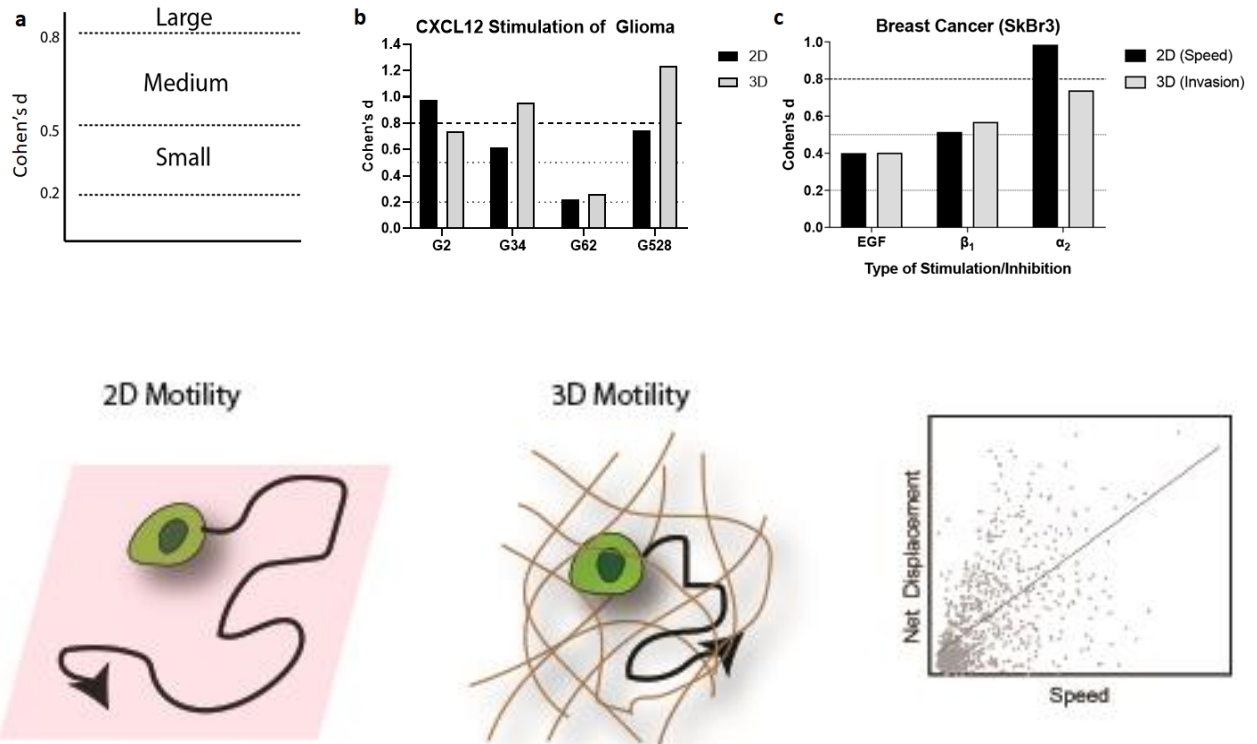 a
Large
0.8
Medium
0.5
Small
0.2
Cohen's d
b
CXCL12 Stimulation of Glioma
1.4
1.2
1.0
0.8
0.6
0.4
0.2
0.0
Cohen's d
G2 G34 G62 G528
2D
3D
c
Breast Cancer (SkBr3)
1.0
0.8
0.6
0.4
0.2
0.0
Cohen's d
EGF β1 α2
Type of Stimulation/Inhibition
2D (Speed)
3D (Invasion)
2D Motility
3D Motility
Net Displacement
Speed